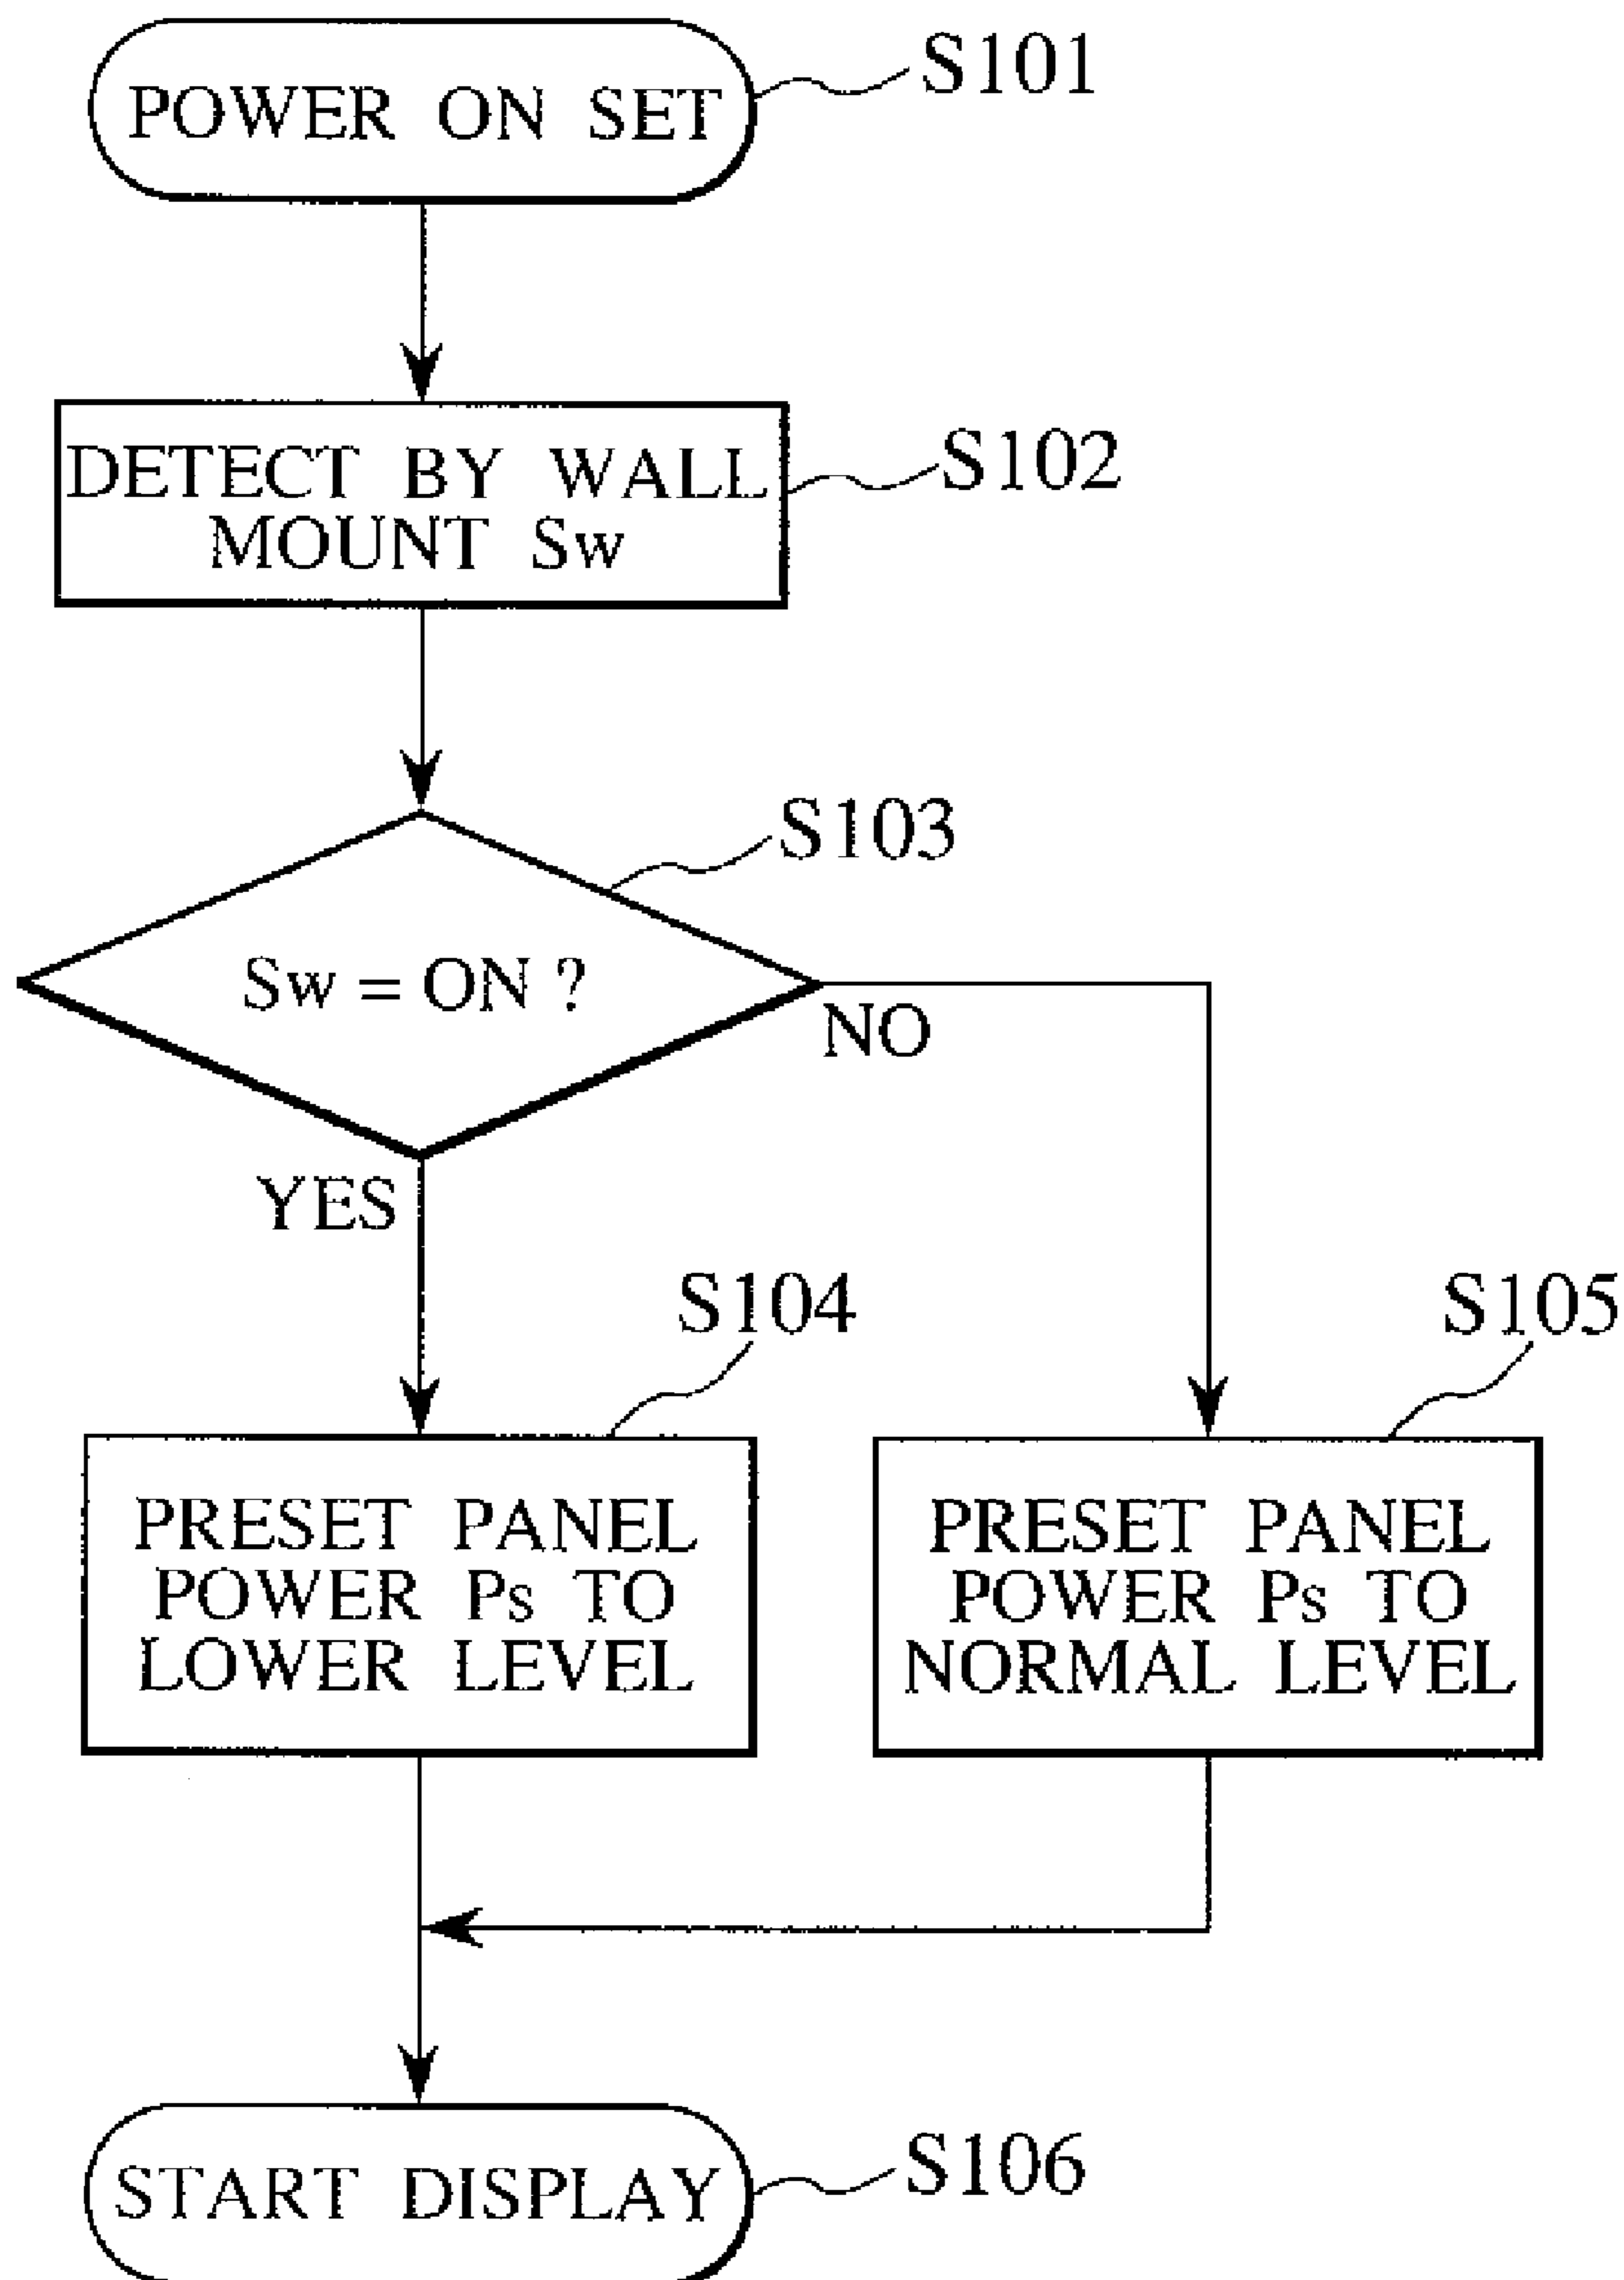 POWER ON SET
S101
DETECT BY WALL
MOUNT Sw
S102
S103
Sw = ON ?
NO
YES
S104
S105
PRESET PANEL
POWER Ps TO
LOWER LEVEL
PRESET PANEL
POWER Ps TO
NORMAL LEVEL
START DISPLAY
S106